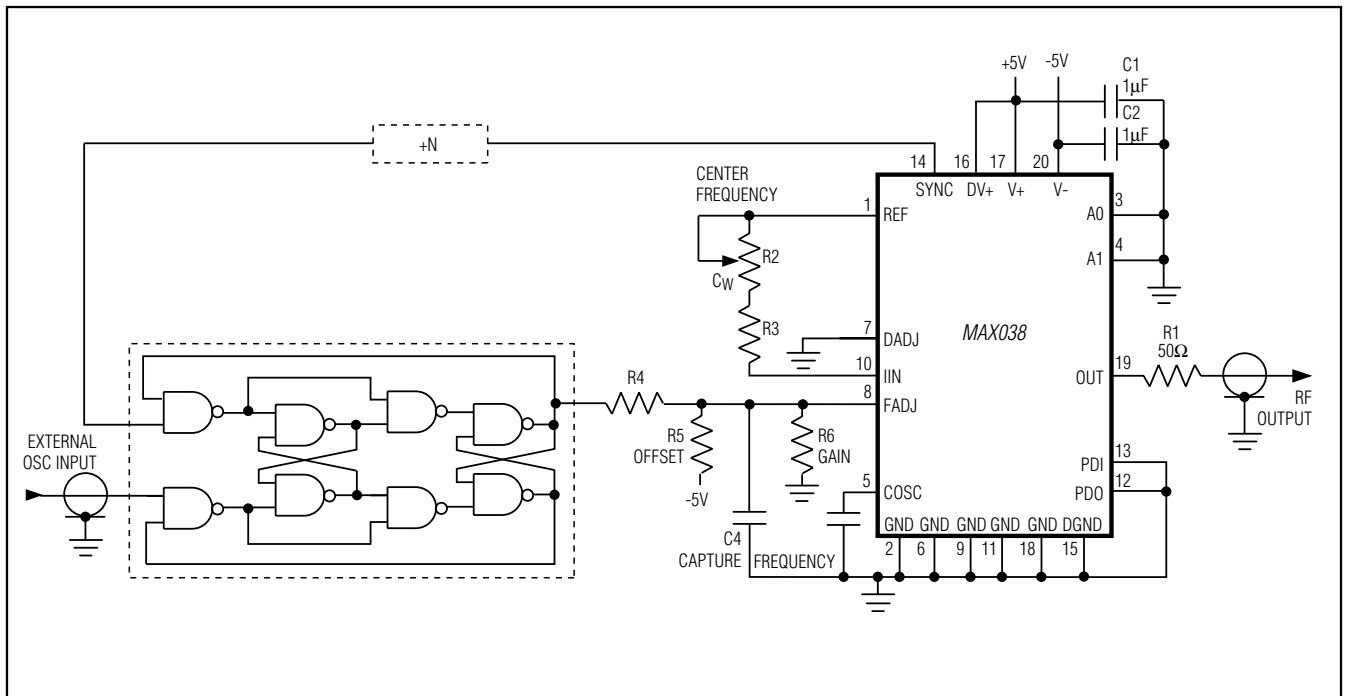 +5V -5V
C1
1µF
C2
1µF
+N
14 16 17 20
SYNC DV+ V+ V-
CENTER
FREQUENCY
1
REF
3
A0
4
A1
R2
CW
R3
7
DADJ
MAX038
10
IIN
R1
50Ω
19
OUT
RF
OUTPUT
R4
8
FADJ
R5
OFFSET
-5V
R6
GAIN
EXTERNAL
OSC INPUT
13
PDI
12
PDO
5
COSC
GND GND GND GND GND DGND
2 6 9 11 18 15
C4
CAPTURE FREQUENCY